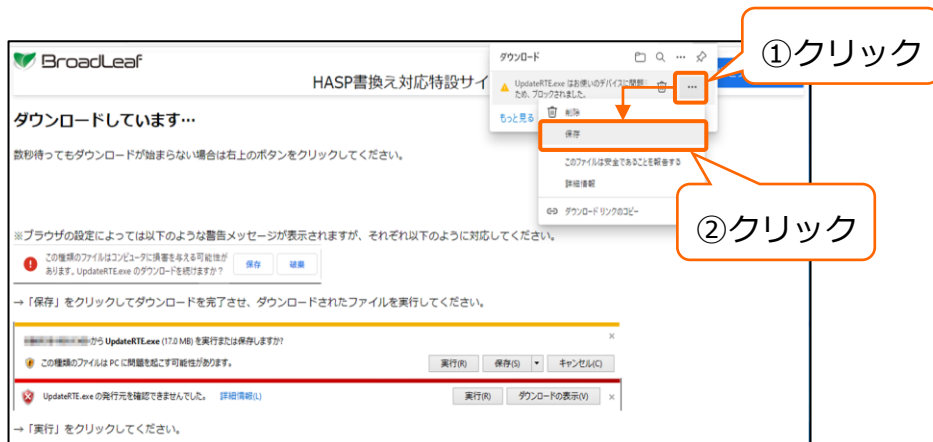 BroadLeaf
HASP書換え対応特設サイ
ダウンロード
UpdateRTE.exe はお使いのデバイスに問題
ため、ブロックされました。
もっと見る
削除
保存
このファイルは安全であることを報告する
詳細情報
ダウンロード リンクのコピー
①クリック
②クリック
ダウンロードしています…
数秒待ってもダウンロードが始まらない場合は右上のボタンをクリックしてください。
※ブラウザの設定によっては以下のような警告メッセージが表示されますが、それぞれ以下のように対応してください。
この種類のファイルはコンピュータに損害を与える可能性が
あります。UpdateRTE.exe のダウンロードを続けますか?
保存 破棄
→「保存」をクリックしてダウンロードを完了させ、ダウンロードされたファイルを実行してください。
から UpdateRTE.exe (17.0 MB) を実行または保存しますか?
この種類のファイルは PC に問題を起こす可能性があります。
実行(R) 保存(S) キャンセル(C)
UpdateRTE.exe の発行元を確認できませんでした。 詳細情報(L)
実行(R) ダウンロードの表示(V)
→「実行」をクリックしてください。